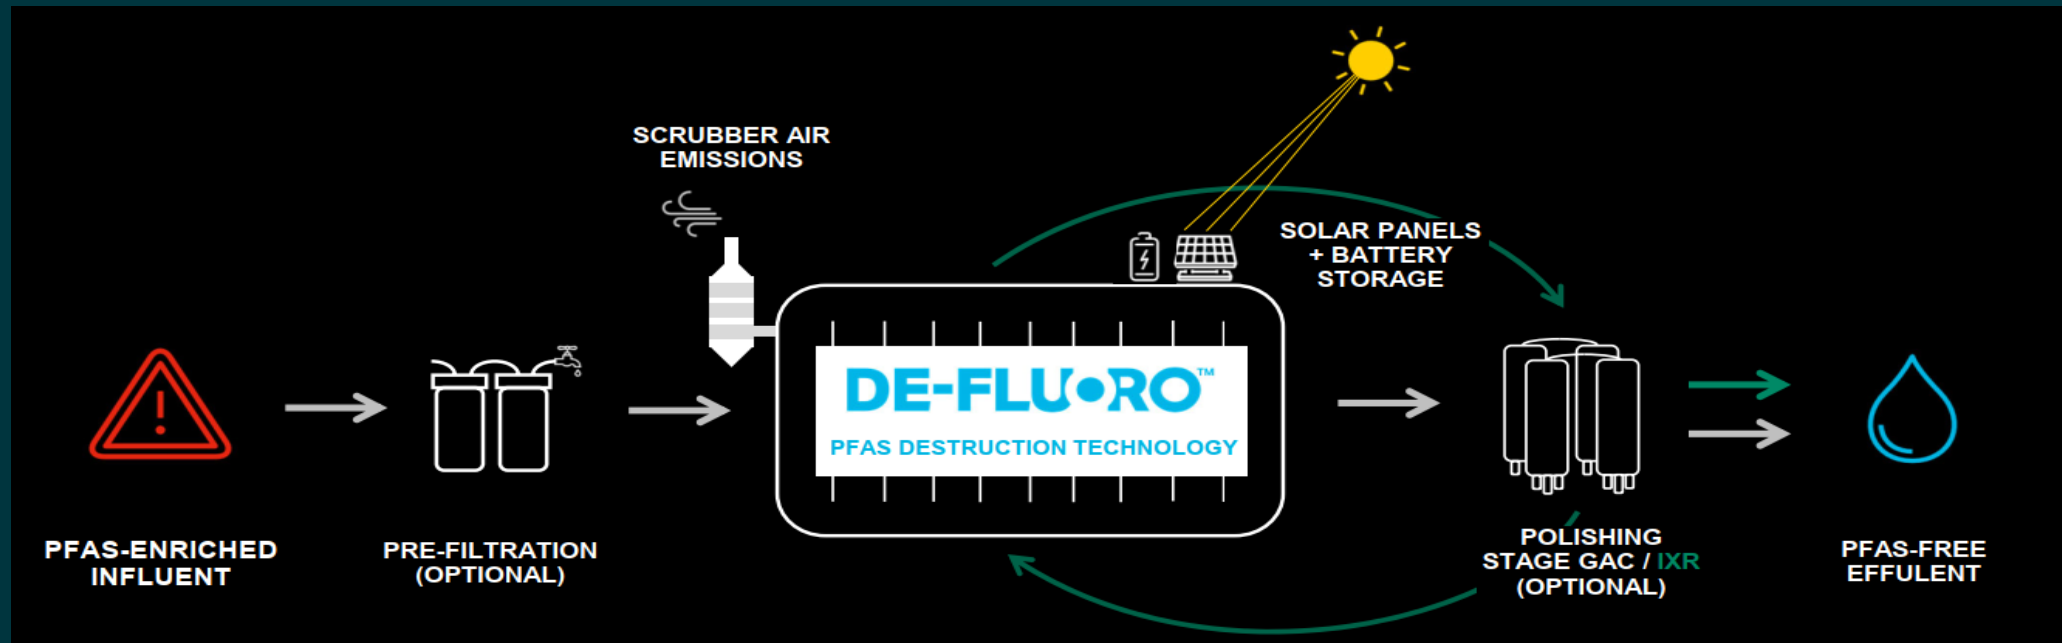 SCRUBBER AIR
EMISSIONS
SOLAR PANELS
+ BATTERY
STORAGE
DE-FLU•RO™
PFAS DESTRUCTION TECHNOLOGY
PFAS-ENRICHED
INFLUENT
PRE-FILTRATION
(OPTIONAL)
POLISHING
STAGE GAC / IXR
(OPTIONAL)
PFAS-FREE
EFFULENT